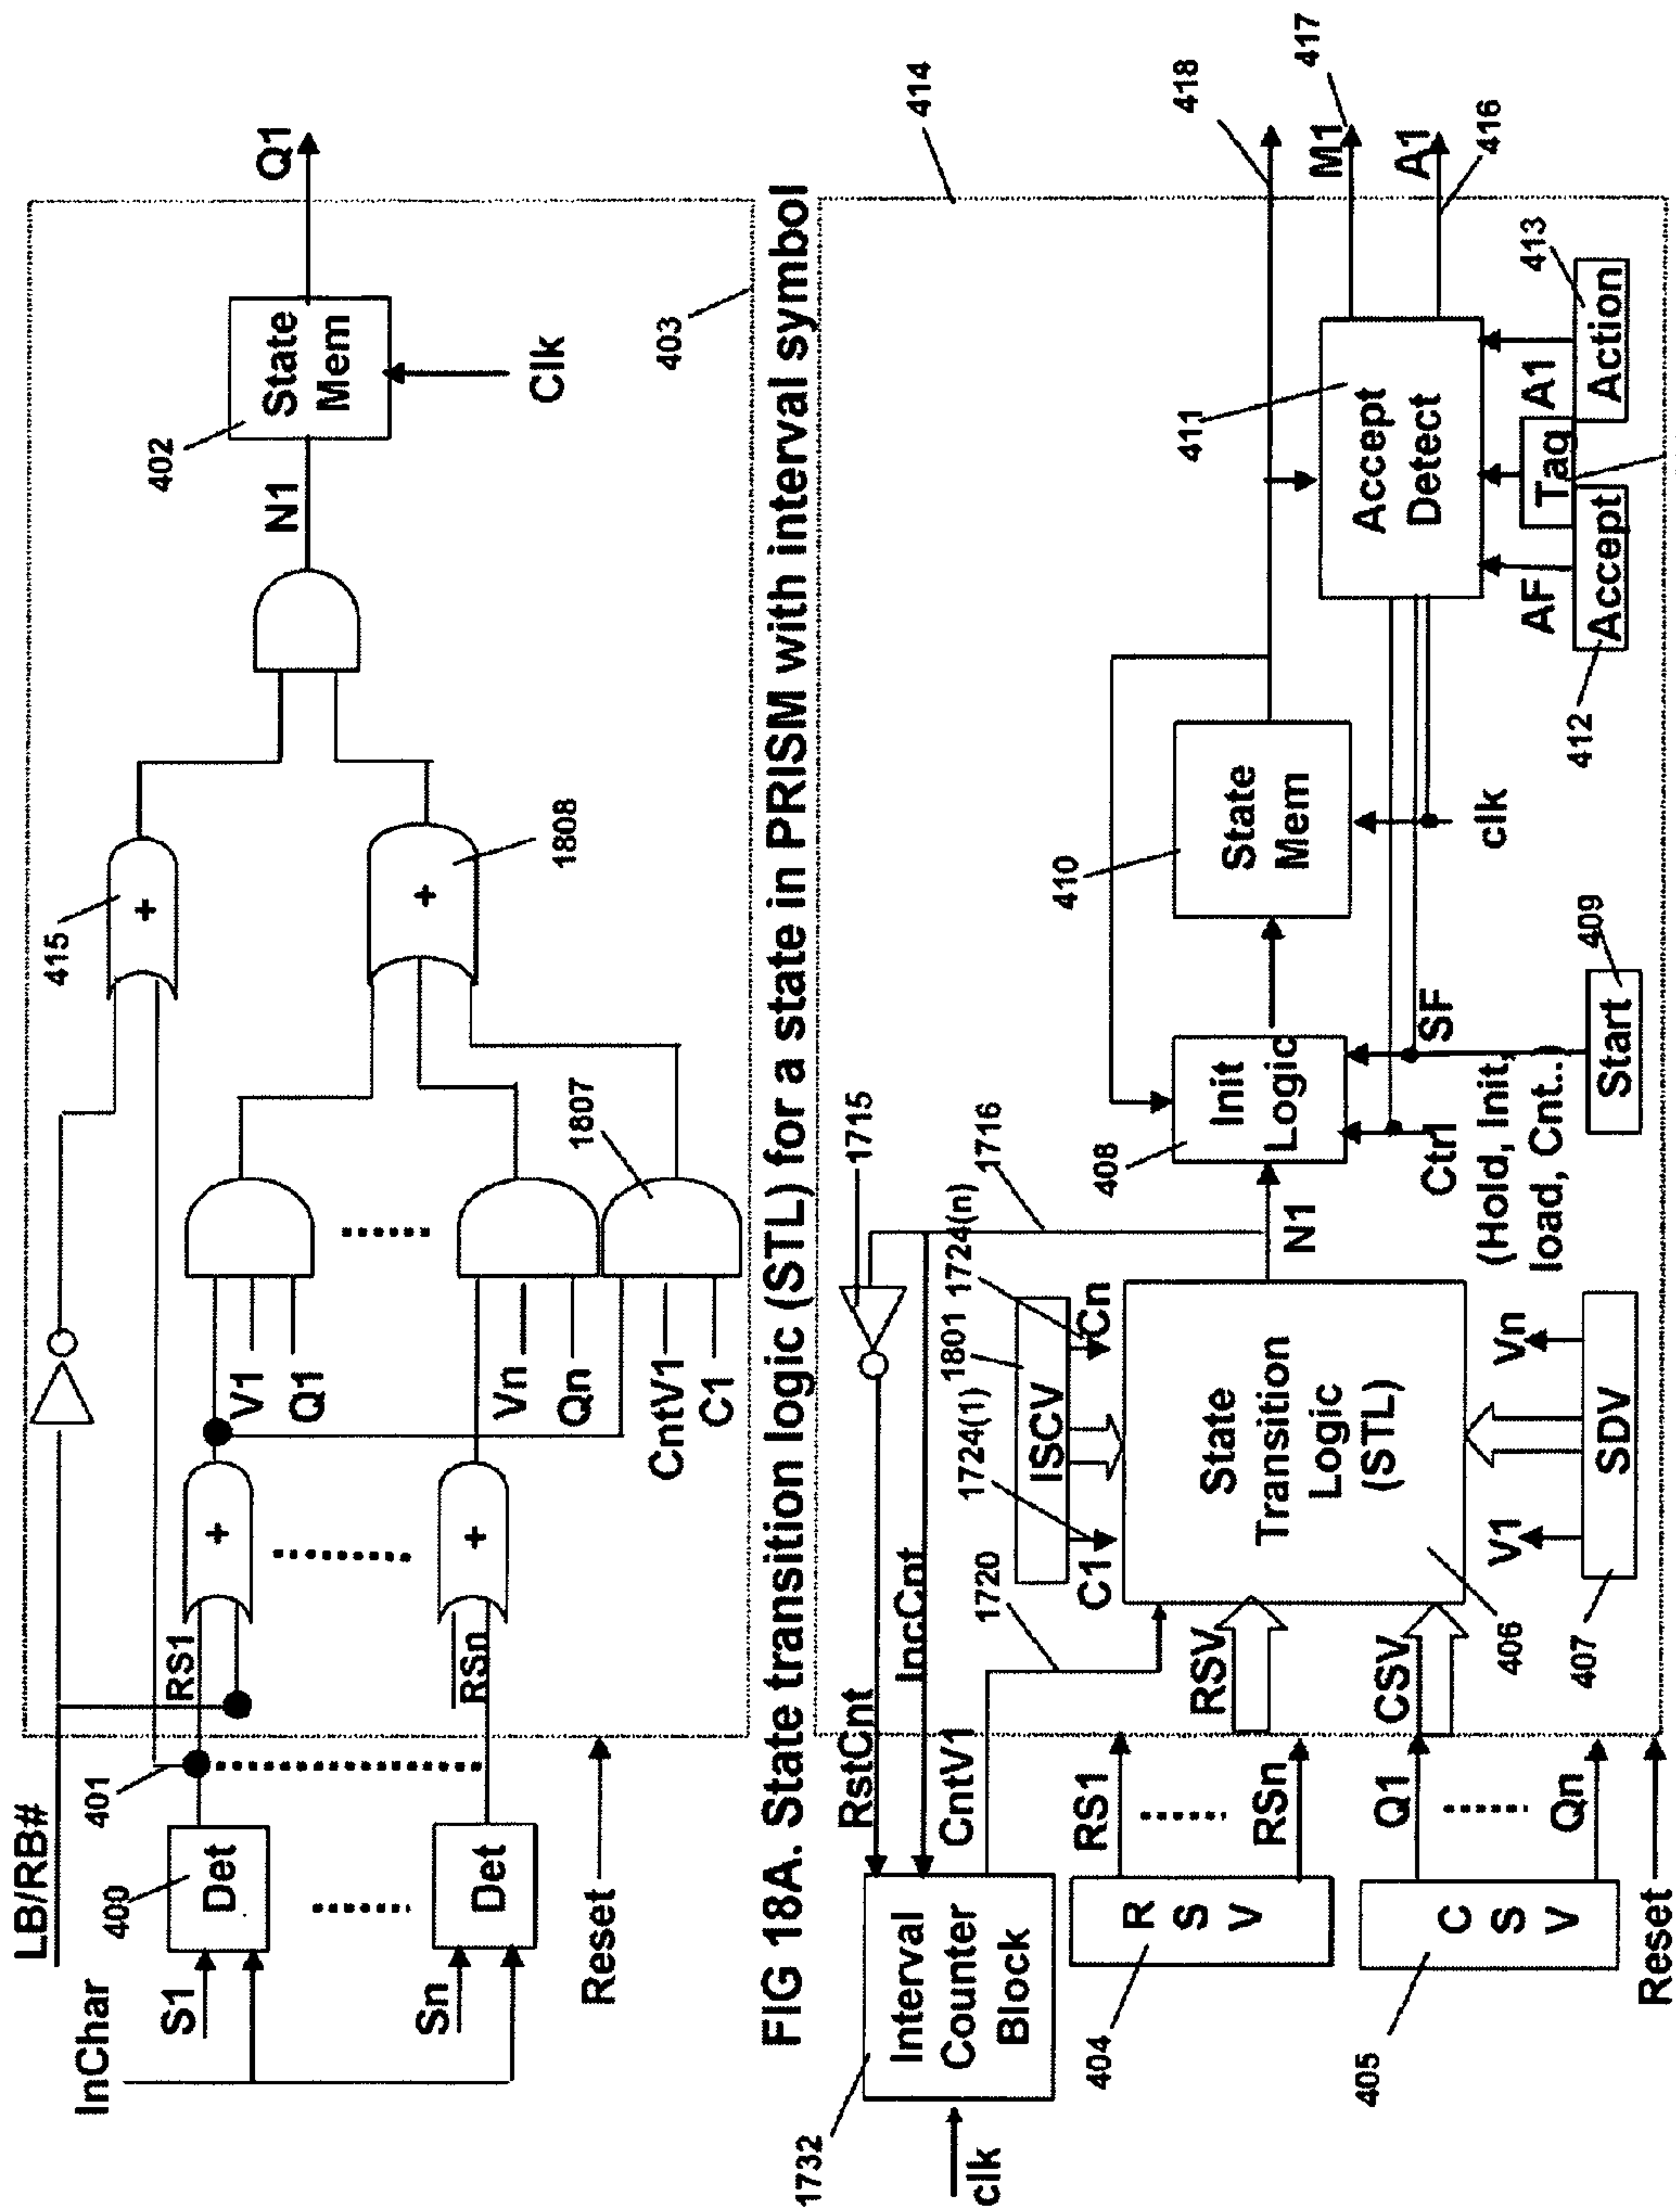 LB/RB#
InChar
S1
Sn
400
Det
Det
401
RS1
RSn
Reset
+
+
V1
Q1
Vn
Qn
CntV1
C1
415
+
1807
+
1808
N1
402
State
Mem
Clk
Q1
403
FIG 18A. State transition logic (STL) for a state in PRISM with interval symbol
1732
clk
Interval
Counter
Block
RstCnt
IncCnt
CntV1
1720
404
R
S
V
RS1
RSn
RSV
405
C
S
V
Q1
Qn
CSV
Reset
1715
1716
1801
ISCV
1724(1)
1724(n)
C1
Cn
State
Transition
Logic
(STL)
406
V1
Vn
SDV
407
N1
408
Init
Logic
Ctrl
SF
(Hold, Init,
load, Cnt..)
Start
409
410
State
Mem
clk
411
Accept
Detect
AF
A1
Tag
Accept
412
Action
413
414
418
M1
417
A1
416